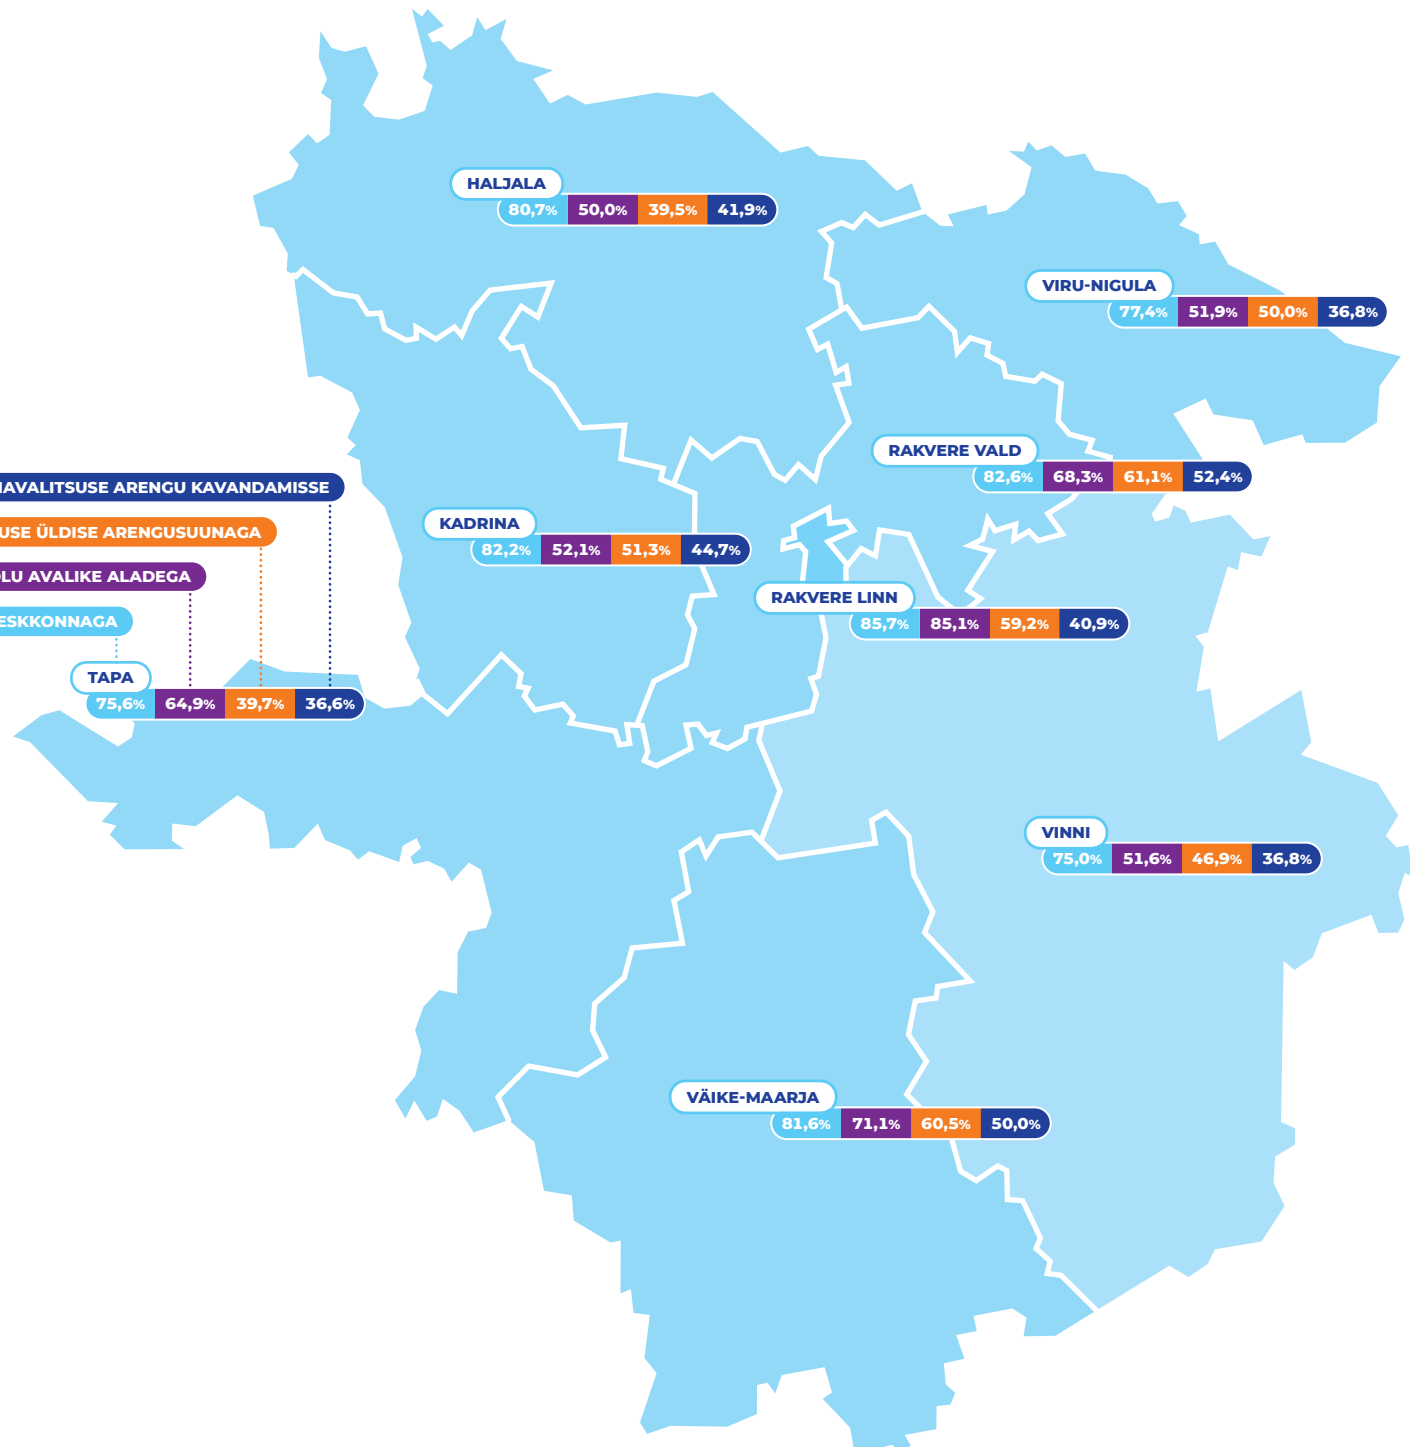 HALJALA
80,7% 50,0% 39,5% 41,9%
VIRU-NIGULA
77,4% 51,9% 50,0% 36,8%
RAKVERE VALD
82,6% 68,3% 61,1% 52,4%
AVALITSUSE ARENGU KAVANDAMISSE
KADRINA
82,2% 52,1% 51,3% 44,7%
USE ÜLDISE ARENGUSUUNAGA
LU AVALIKE ALADEGA
RAKVERE LINN
85,7% 85,1% 59,2% 40,9%
ESKKONNAGA
TAPA
75,6% 64,9% 39,7% 36,6%
VINNI
75,0% 51,6% 46,9% 36,8%
VÄIKE-MAARJA
81,6% 71,1% 60,5% 50,0%